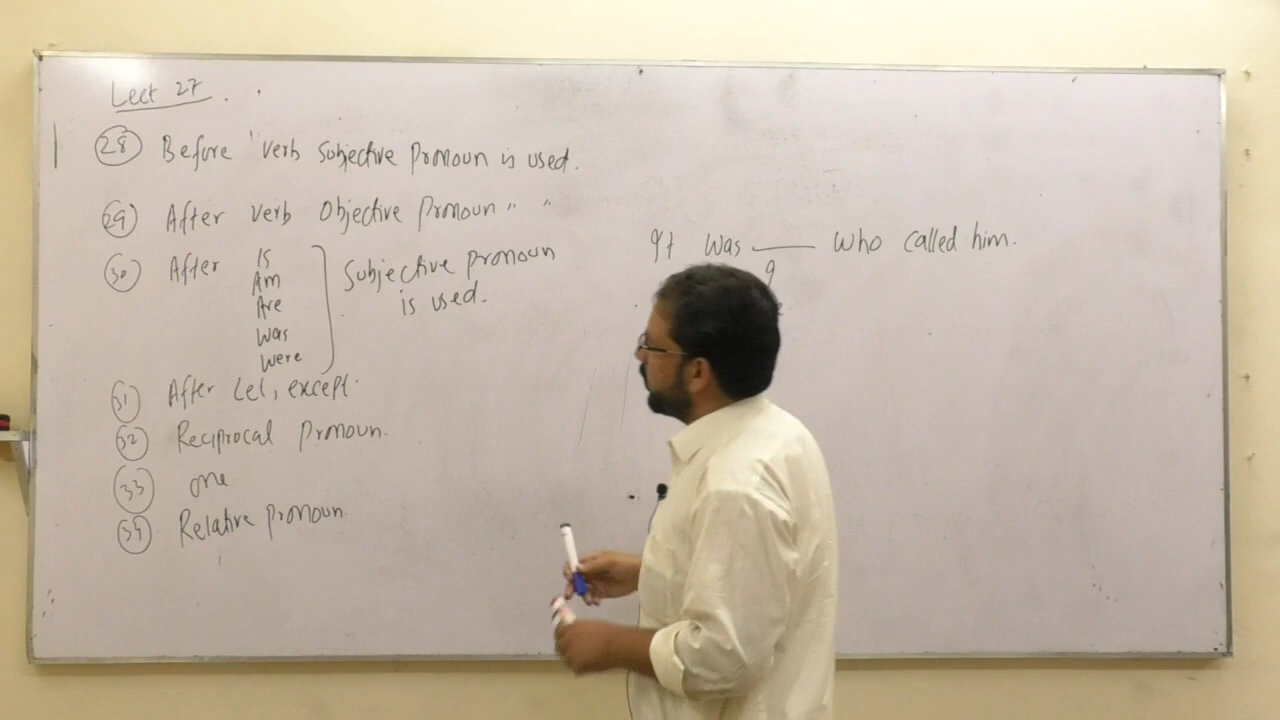 Lect 27
28 Before verb subjective pronoun is used.
29 After verb objective pronoun " "
30 After Is
Am
Are
Was
Were
Subjective pronoun
is used.
31 After Let, except.
32 Reciprocal pronoun.
33 one
34 Relative pronoun.
It was ___ who called him.